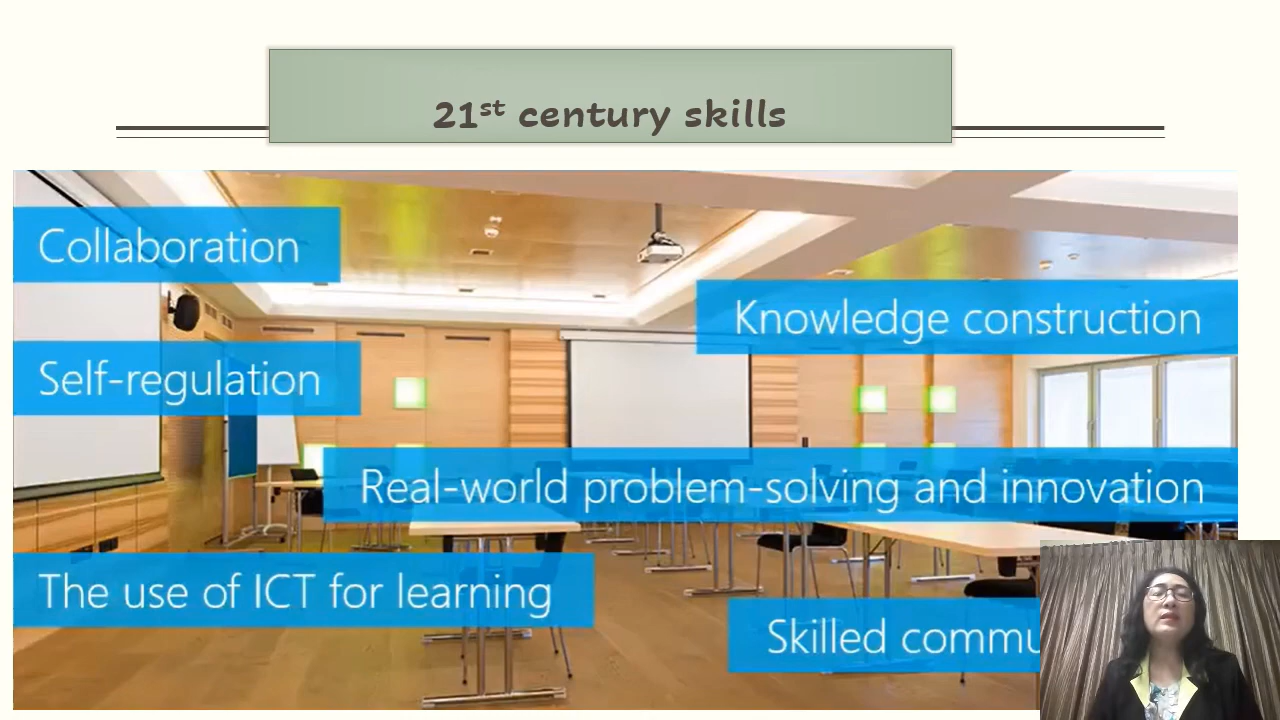 21st century skills
Collaboration
Knowledge construction
Self-regulation
Real-world problem-solving and innovation
The use of ICT for learning
Skilled